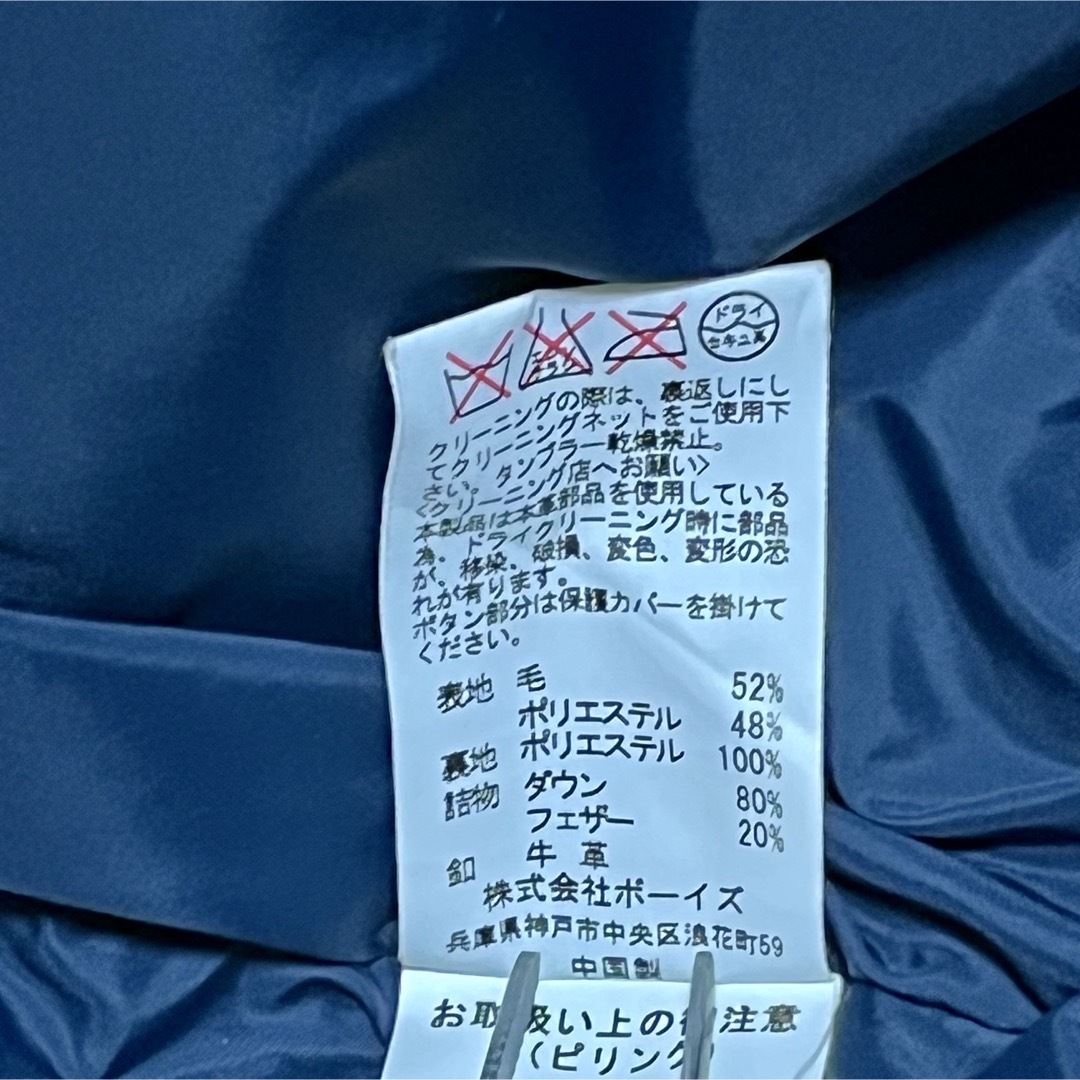 エンソ
サラシ
ドライ
セキユ系
クリーニングの際は、裏返しにし
てクリーニングネットをご使用下
さい。タンブラー乾燥禁止。
<クリーニング店へお願い>
本製品は本革部品を使用している
為、ドライクリーニング時に部品
が、移染、破損、変色、変形の恐
れが有ります。
ボタン部分は保護カバーを掛けて
ください。
表地 毛 52%
ポリエステル 48%
裏地 ポリエステル 100%
詰物 ダウン 80%
フェザー 20%
釦 牛革
株式会社ボーイズ
兵庫県神戸市中央区浪花町59
中国製
お取扱い上の御注意
(ピリング)